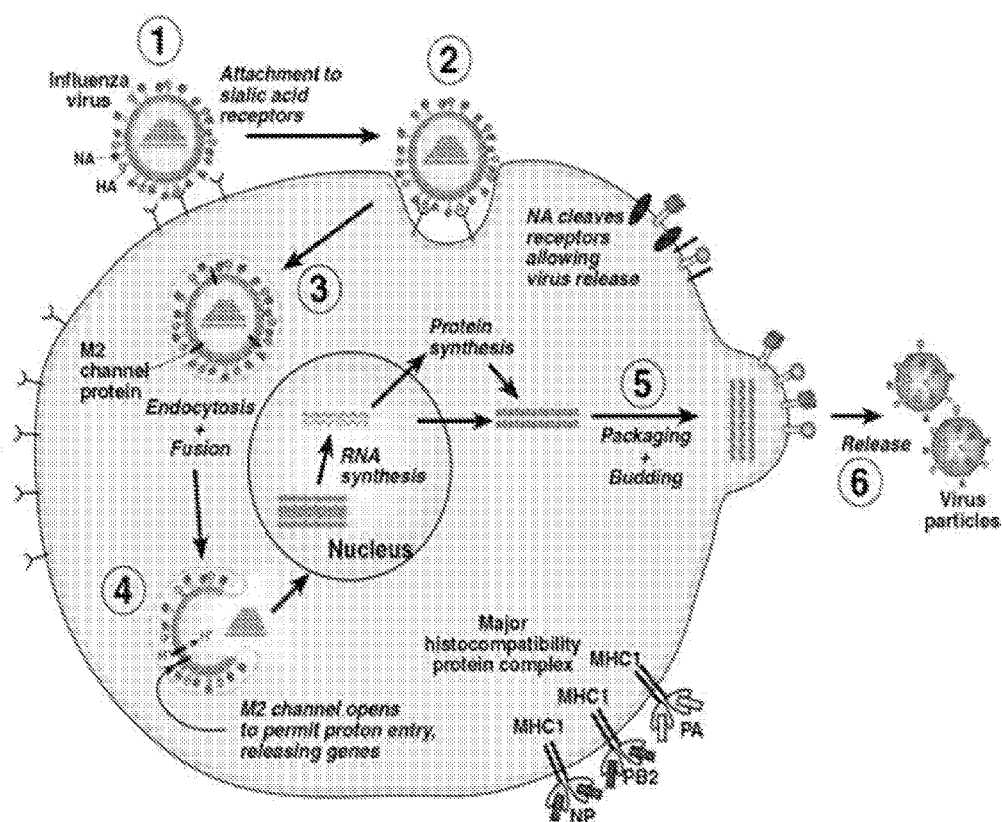 1
Influenza
virus
NA
HA
Attachment to
sialic acid
receptors
2
NA cleaves
receptors
allowing
virus release
3
M2
channel
protein
Endocytosis
+
Fusion
Protein
synthesis
RNA
synthesis
Nucleus
5
Packaging
+
Budding
Release
6
Virus
particles
4
M2 channel opens
to permit proton entry,
releasing genes
Major
histocompatibility
protein complex
MHC1
PA
MHC1
PB2
MHC1
NP